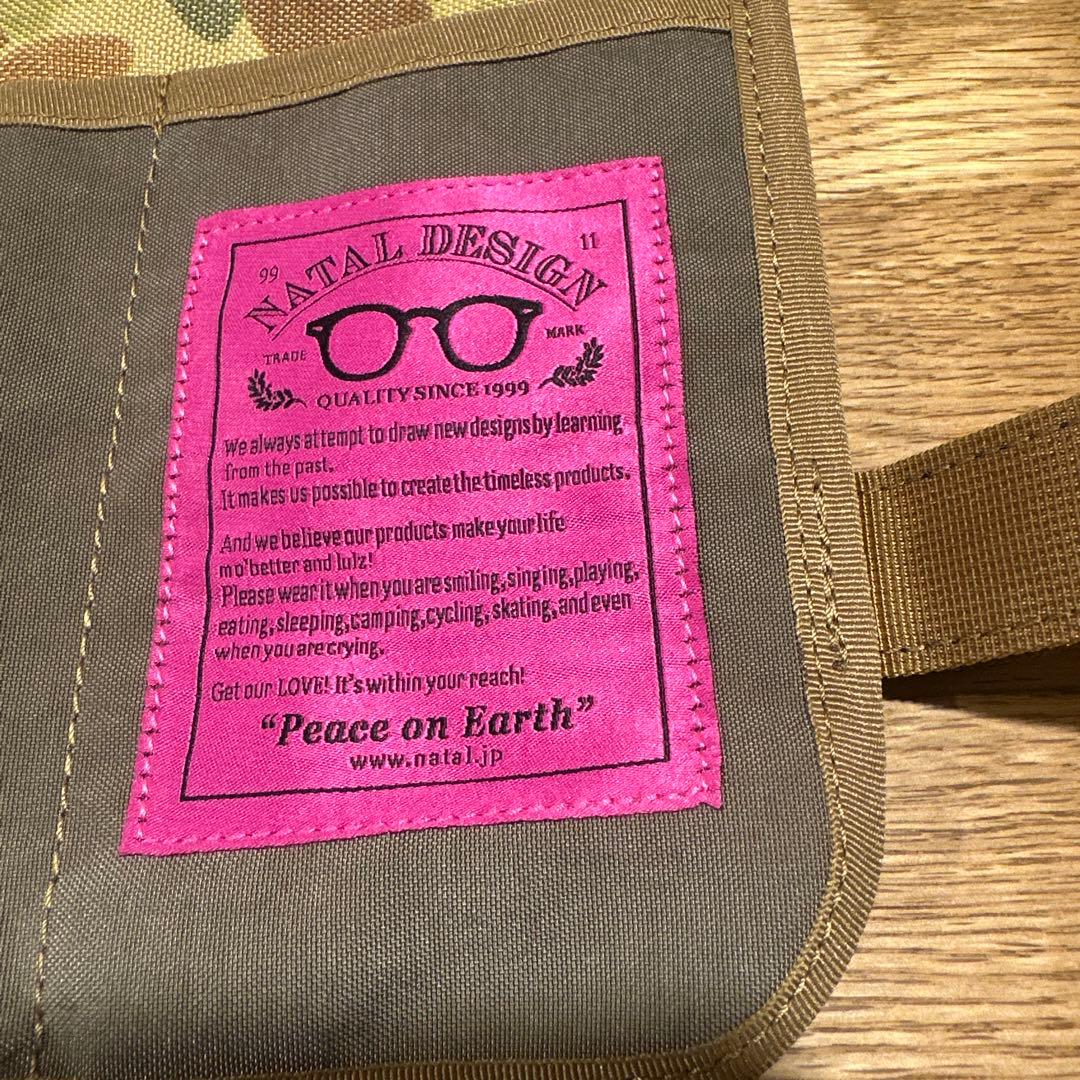 99 11
NATAL DESIGN
TRADE MARK
QUALITY SINCE 1999
We always attempt to draw new designs by learning
from the past.
It makes us possible to create the timeless products.
And we believe our products make your life
mo'better and lulz!
Please wear it when you are smiling, singing, playing,
eating, sleeping, camping, cycling, skating, and even
when you are crying.
Get our LOVE! It's within your reach!
“Peace on Earth”
www.natal.jp